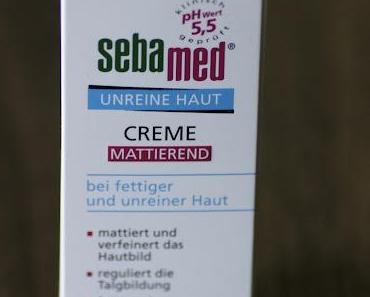 klinisch
pH Wert
5,5
geprüft
sebamed®
UNREINE HAUT
CREME
MATTIEREND
bei fettiger
und unreiner Haut
▪ mattiert und
verfeinert das
Hautbild
▪ reguliert die
Talgbildung